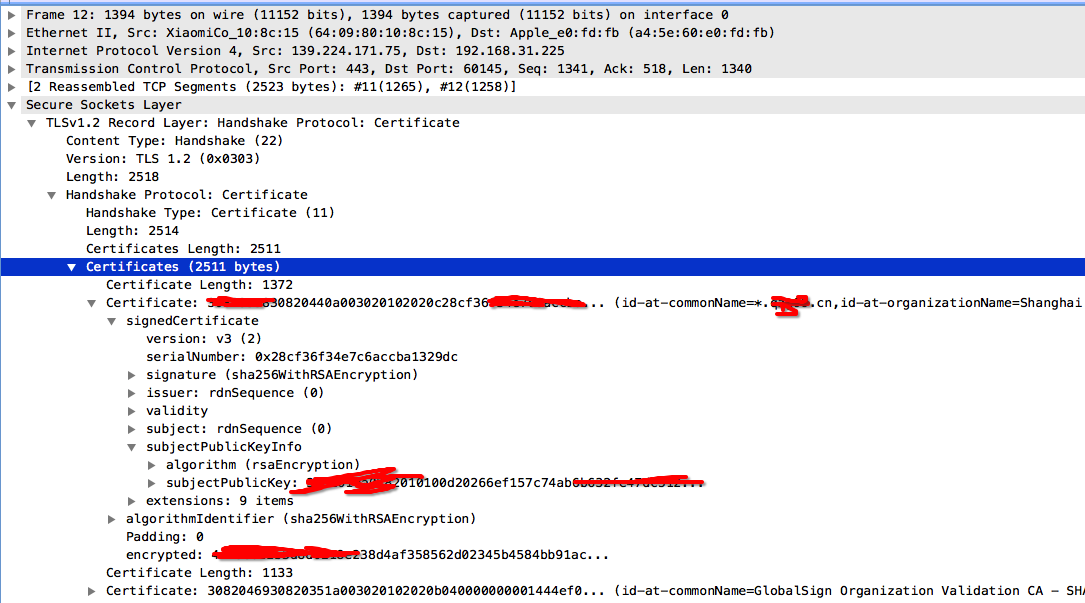 Frame 12: 1394 bytes on wire (11152 bits), 1394 bytes captured (11152 bits) on interface 0
Ethernet II, Src: XiaomiCo_10:8c:15 (64:09:80:10:8c:15), Dst: Apple_e0:fd:fb (a4:5e:60:e0:fd:fb)
Internet Protocol Version 4, Src: 139.224.171.75, Dst: 192.168.31.225
Transmission Control Protocol, Src Port: 443, Dst Port: 60145, Seq: 1341, Ack: 518, Len: 1340
[2 Reassembled TCP Segments (2523 bytes): #11(1265), #12(1258)]
Secure Sockets Layer
TLSv1.2 Record Layer: Handshake Protocol: Certificate
Content Type: Handshake (22)
Version: TLS 1.2 (0x0303)
Length: 2518
Handshake Protocol: Certificate
Handshake Type: Certificate (11)
Length: 2514
Certificates Length: 2511
Certificates (2511 bytes)
Certificate Length: 1372
Certificate: 30820440a003020102020c28cf36 ... (id-at-commonName=*. .cn,id-at-organizationName=Shanghai
signedCertificate
version: v3 (2)
serialNumber: 0x28cf36f34e7c6accba1329dc
signature (sha256WithRSAEncryption)
issuer: rdnSequence (0)
validity
subject: rdnSequence (0)
subjectPublicKeyInfo
algorithm (rsaEncryption)
subjectPublicKey: 2010100d20266ef157c74ab6 ...
extensions: 9 items
algorithmIdentifier (sha256WithRSAEncryption)
Padding: 0
encrypted: 238d4af358562d02345b4584bb91ac...
Certificate Length: 1133
Certificate: 3082046930820351a003020102020b040000000001444ef0... (id-at-commonName=GlobalSign Organization Validation CA - SHA